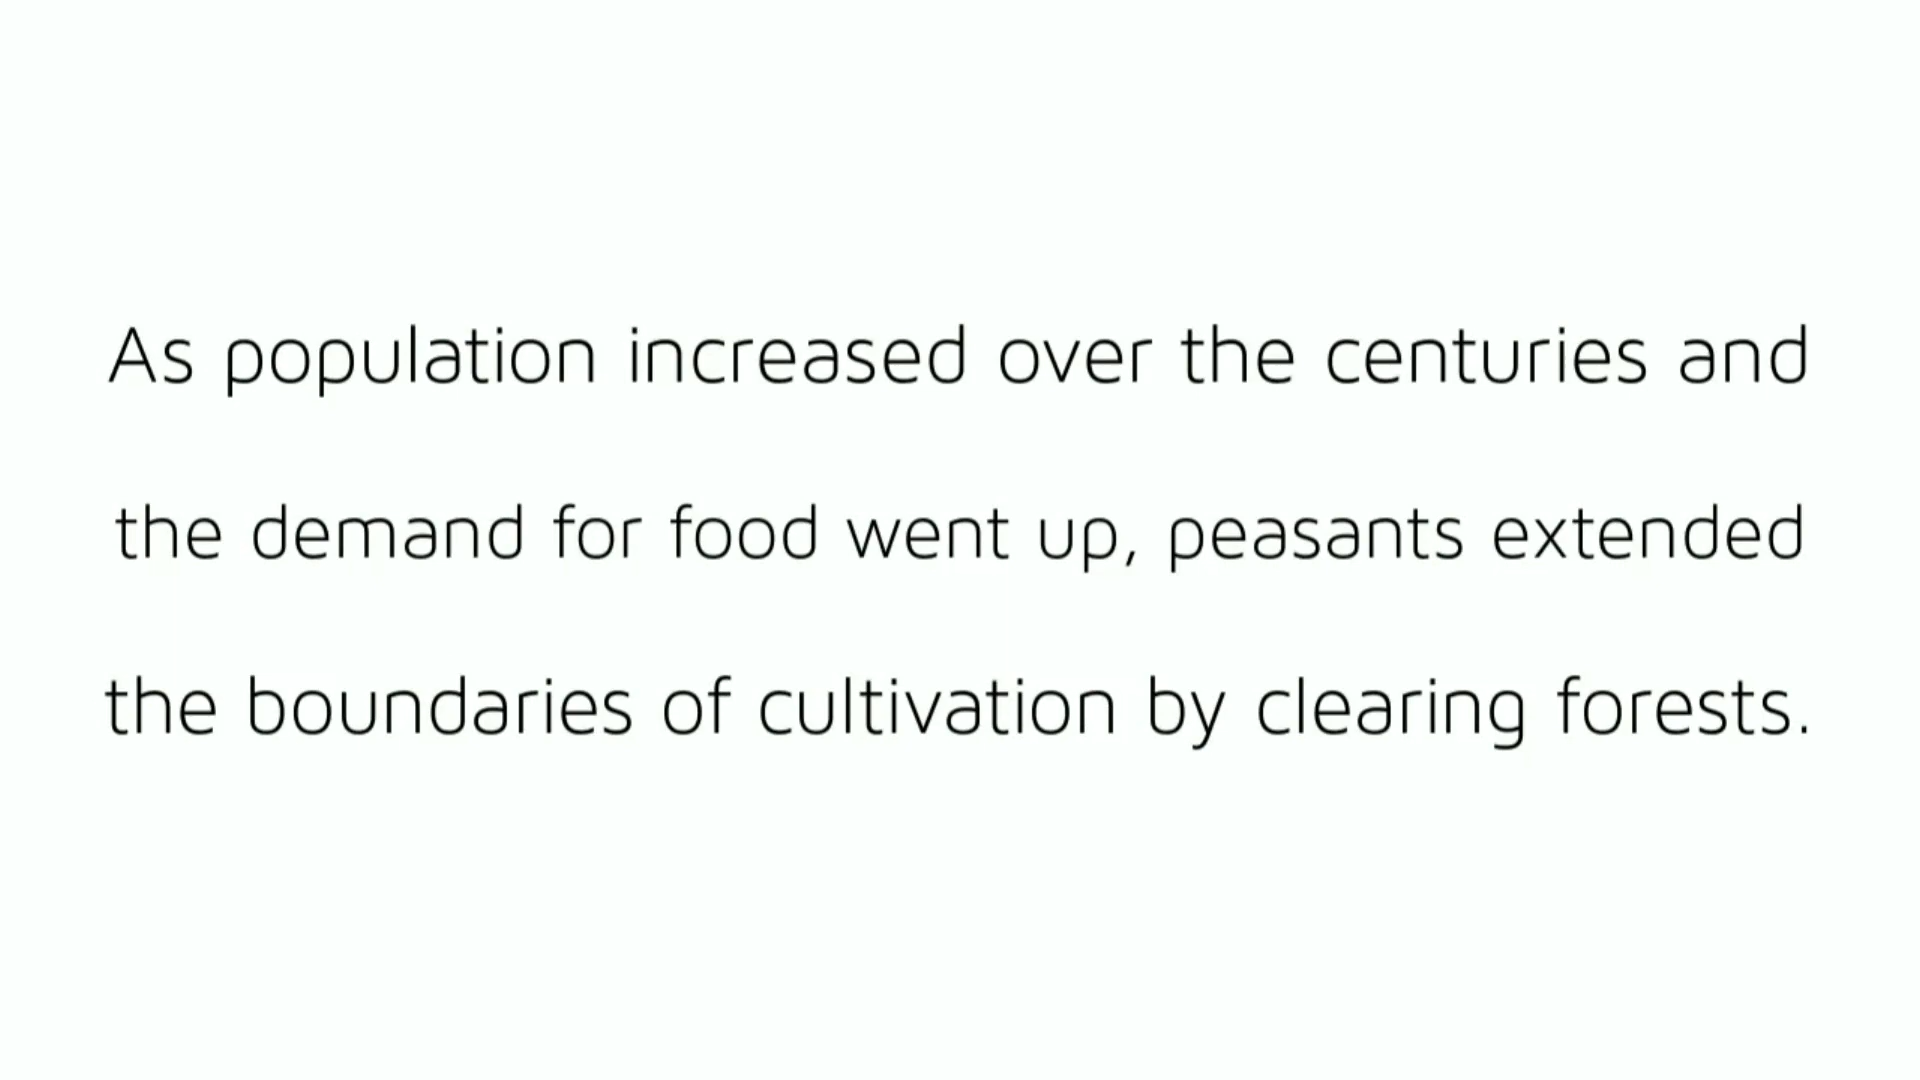 As population increased over the centuries and
the demand for food went up, peasants extended
the boundaries of cultivation by clearing forests.